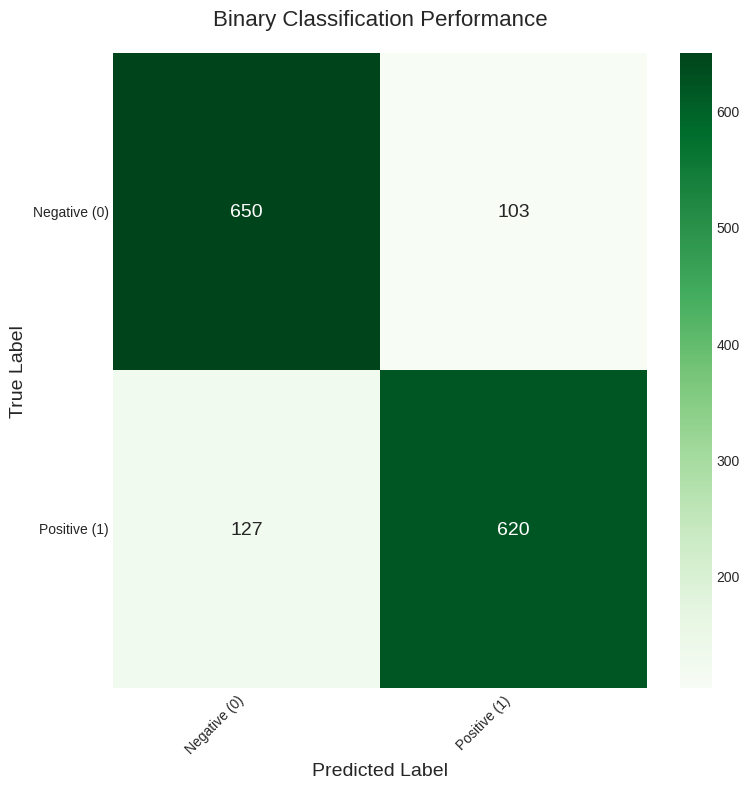 Binary Classification Performance
True Label
Negative (0)
650
103
Positive (1)
127
620
Negative (0)
Positive (1)
Predicted Label
600
500
400
300
200